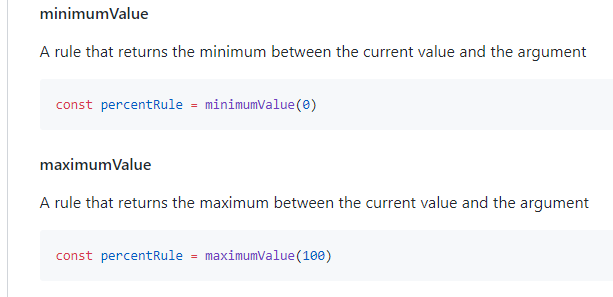 minimumValue
A rule that returns the minimum between the current value and the argument
const percentRule = minimumValue(0)
maximumValue
A rule that returns the maximum between the current value and the argument
const percentRule = maximumValue(100)